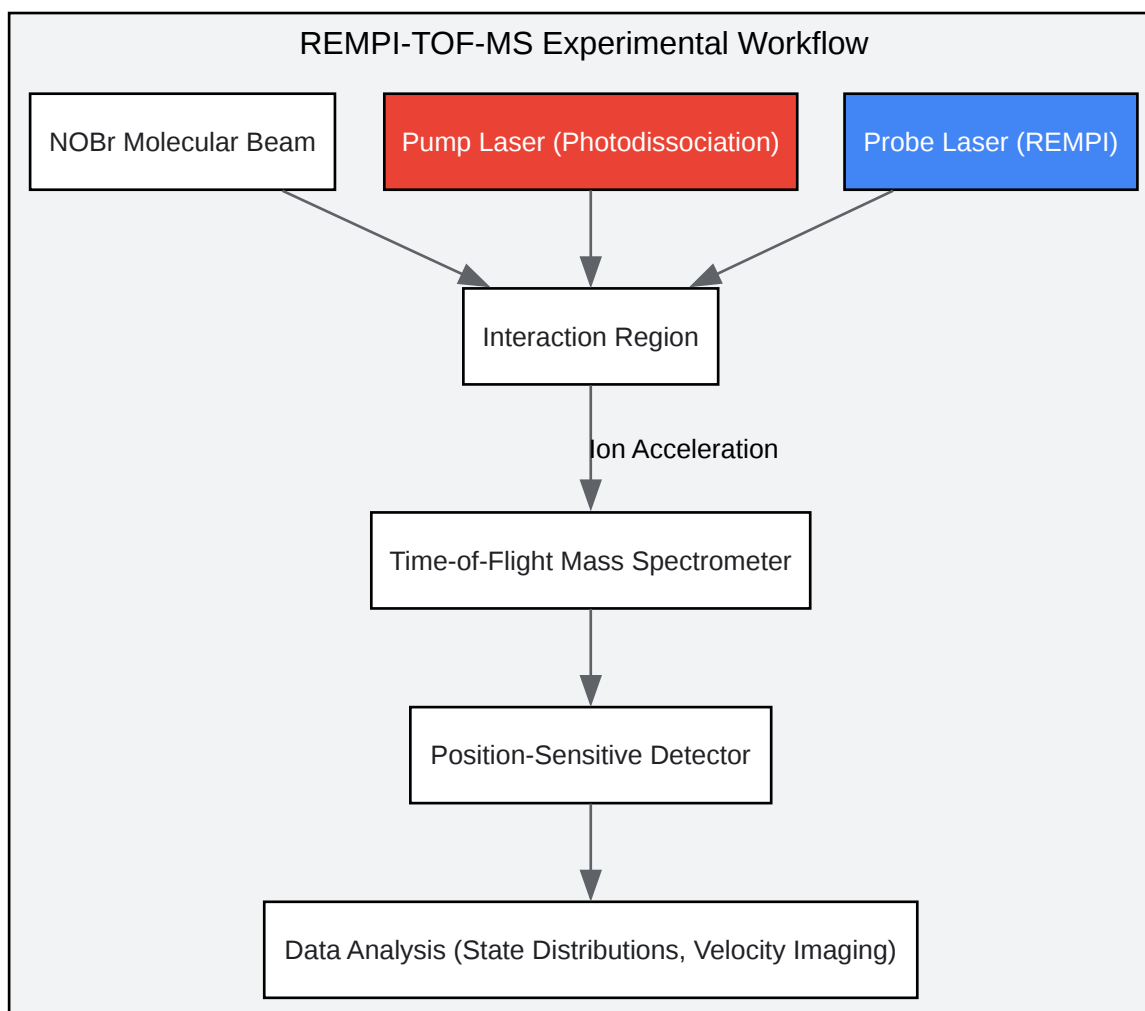 REMPI-TOF-MS Experimental Workflow
NOBr Molecular Beam
Pump Laser (Photodissociation)
Probe Laser (REMPI)
Interaction Region
Ion Acceleration
Time-of-Flight Mass Spectrometer
Position-Sensitive Detector
Data Analysis (State Distributions, Velocity Imaging)